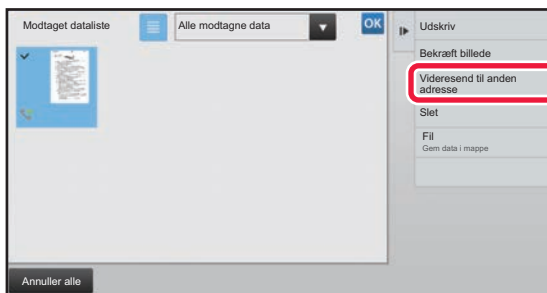 Modtaget dataliste
Alle modtagne data
OK
Udskriv
Bekræft billede
Videresend til anden
adresse
Slet
Fil
Gem data i mappe
Annuller alle